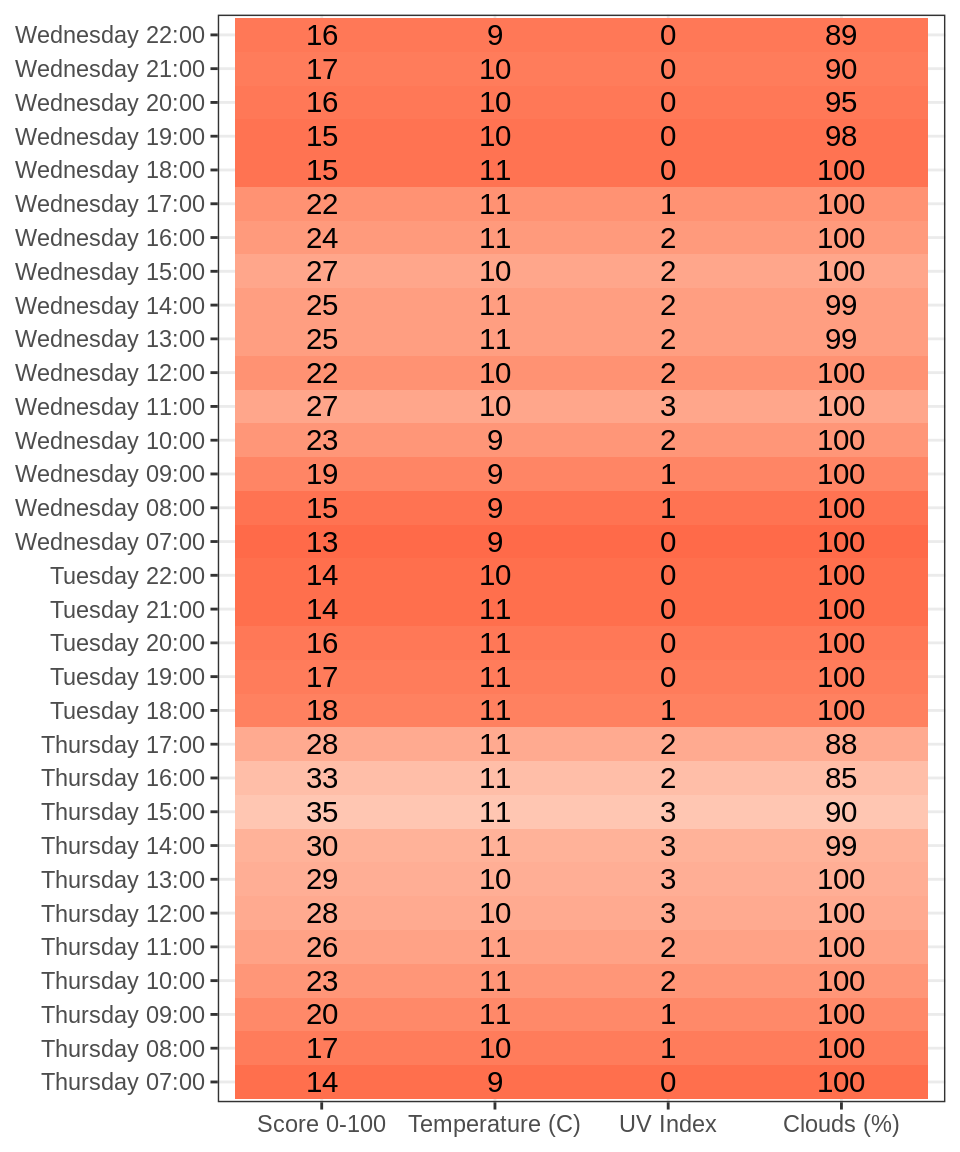 Wednesday 22:00 16 9 0 89
Wednesday 21:00 17 10 0 90
Wednesday 20:00 16 10 0 95
Wednesday 19:00 15 10 0 98
Wednesday 18:00 15 11 0 100
Wednesday 17:00 22 11 1 100
Wednesday 16:00 24 11 2 100
Wednesday 15:00 27 10 2 100
Wednesday 14:00 25 11 2 99
Wednesday 13:00 25 11 2 99
Wednesday 12:00 22 10 2 100
Wednesday 11:00 27 10 3 100
Wednesday 10:00 23 9 2 100
Wednesday 09:00 19 9 1 100
Wednesday 08:00 15 9 1 100
Wednesday 07:00 13 9 0 100
Tuesday 22:00 14 10 0 100
Tuesday 21:00 14 11 0 100
Tuesday 20:00 16 11 0 100
Tuesday 19:00 17 11 0 100
Tuesday 18:00 18 11 1 100
Thursday 17:00 28 11 2 88
Thursday 16:00 33 11 2 85
Thursday 15:00 35 11 3 90
Thursday 14:00 30 11 3 99
Thursday 13:00 29 10 3 100
Thursday 12:00 28 10 3 100
Thursday 11:00 26 11 2 100
Thursday 10:00 23 11 2 100
Thursday 09:00 20 11 1 100
Thursday 08:00 17 10 1 100
Thursday 07:00 14 9 0 100
Score 0-100 Temperature (C) UV Index Clouds (%)